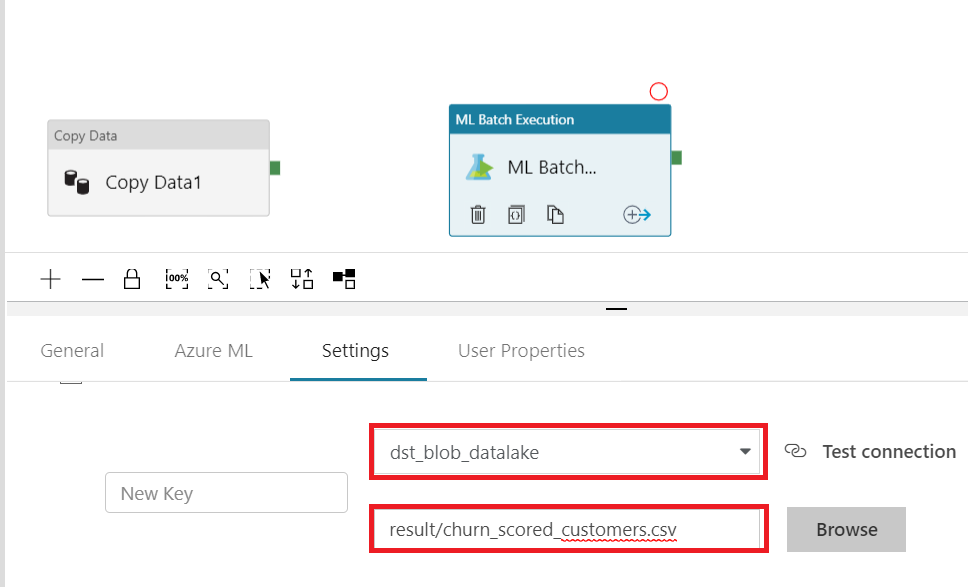 Copy Data
Copy Data1
ML Batch Execution
ML Batch...
100%
General
Azure ML
Settings
User Properties
dst_blob_datalake
Test connection
New Key
result/churn_scored_customers.csv
Browse